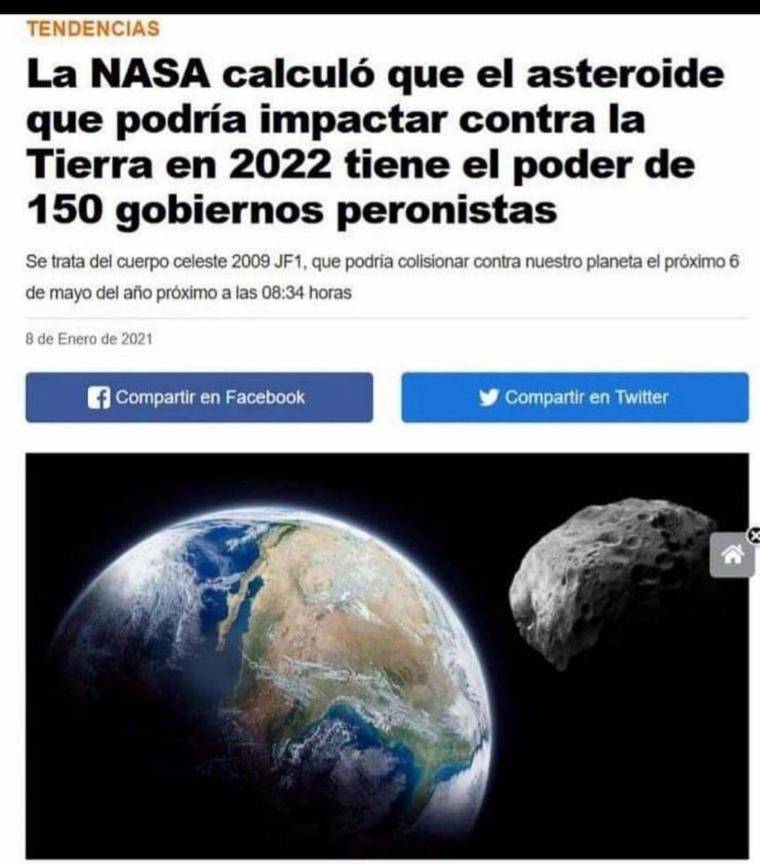 TENDENCIAS
La NASA calculó que el asteroide
que podría impactar contra la
Tierra en 2022 tiene el poder de
150 gobiernos peronistas
Se trata del cuerpo celeste 2009 JF1, que podría colisionar contra nuestro planeta el próximo 6
de mayo del año próximo a las 08:34 horas
8 de Enero de 2021
Compartir en Facebook
Compartir en Twitter